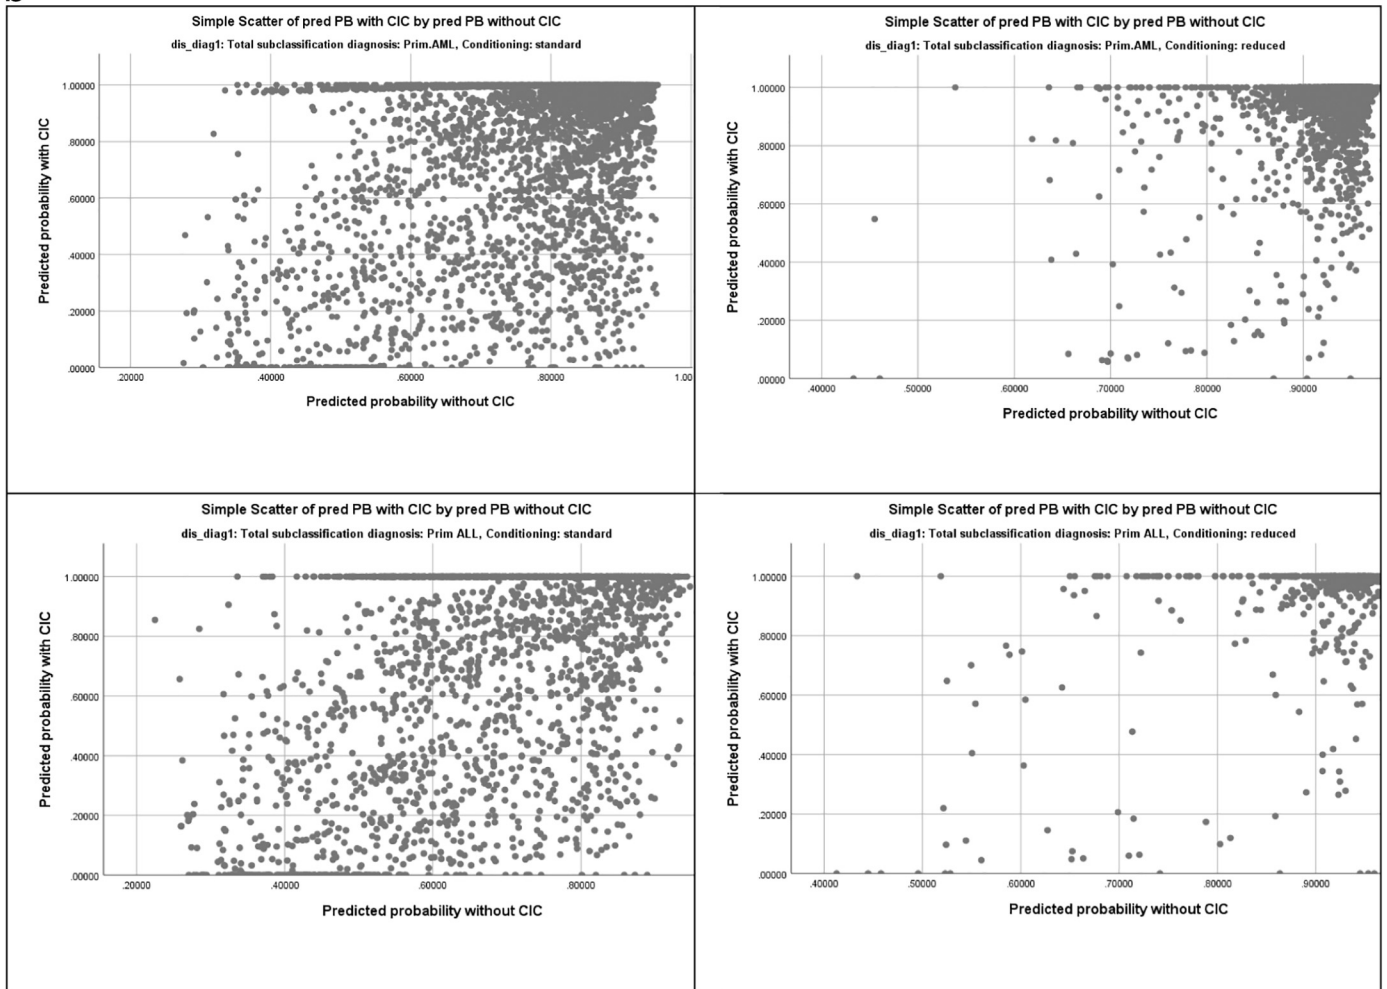 Simple Scatter of pred PB with CIC by pred PB without CIC
dis_diag1: Total subclassification diagnosis: Prim.AML, Conditioning: standard
Predicted probability with CIC
1.00000
.80000
.60000
.40000
.20000
.00000
.20000 .40000 .60000 .80000 1.00
Predicted probability without CIC
Simple Scatter of pred PB with CIC by pred PB without CIC
dis_diag1: Total subclassification diagnosis: Prim.AML, Conditioning: reduced
Predicted probability with CIC
1.00000
.80000
.60000
.40000
.20000
.00000
.40000 .50000 .60000 .70000 .80000 .90000
Predicted probability without CIC
Simple Scatter of pred PB with CIC by pred PB without CIC
dis_diag1: Total subclassification diagnosis: Prim ALL, Conditioning: standard
Predicted probability with CIC
1.00000
.80000
.60000
.40000
.20000
.00000
.20000 .40000 .60000 .80000
Predicted probability without CIC
Simple Scatter of pred PB with CIC by pred PB without CIC
dis_diag1: Total subclassification diagnosis: Prim ALL, Conditioning: reduced
Predicted probability with CIC
1.00000
.80000
.60000
.40000
.20000
.00000
.40000 .50000 .60000 .70000 .80000 .90000
Predicted probability without CIC